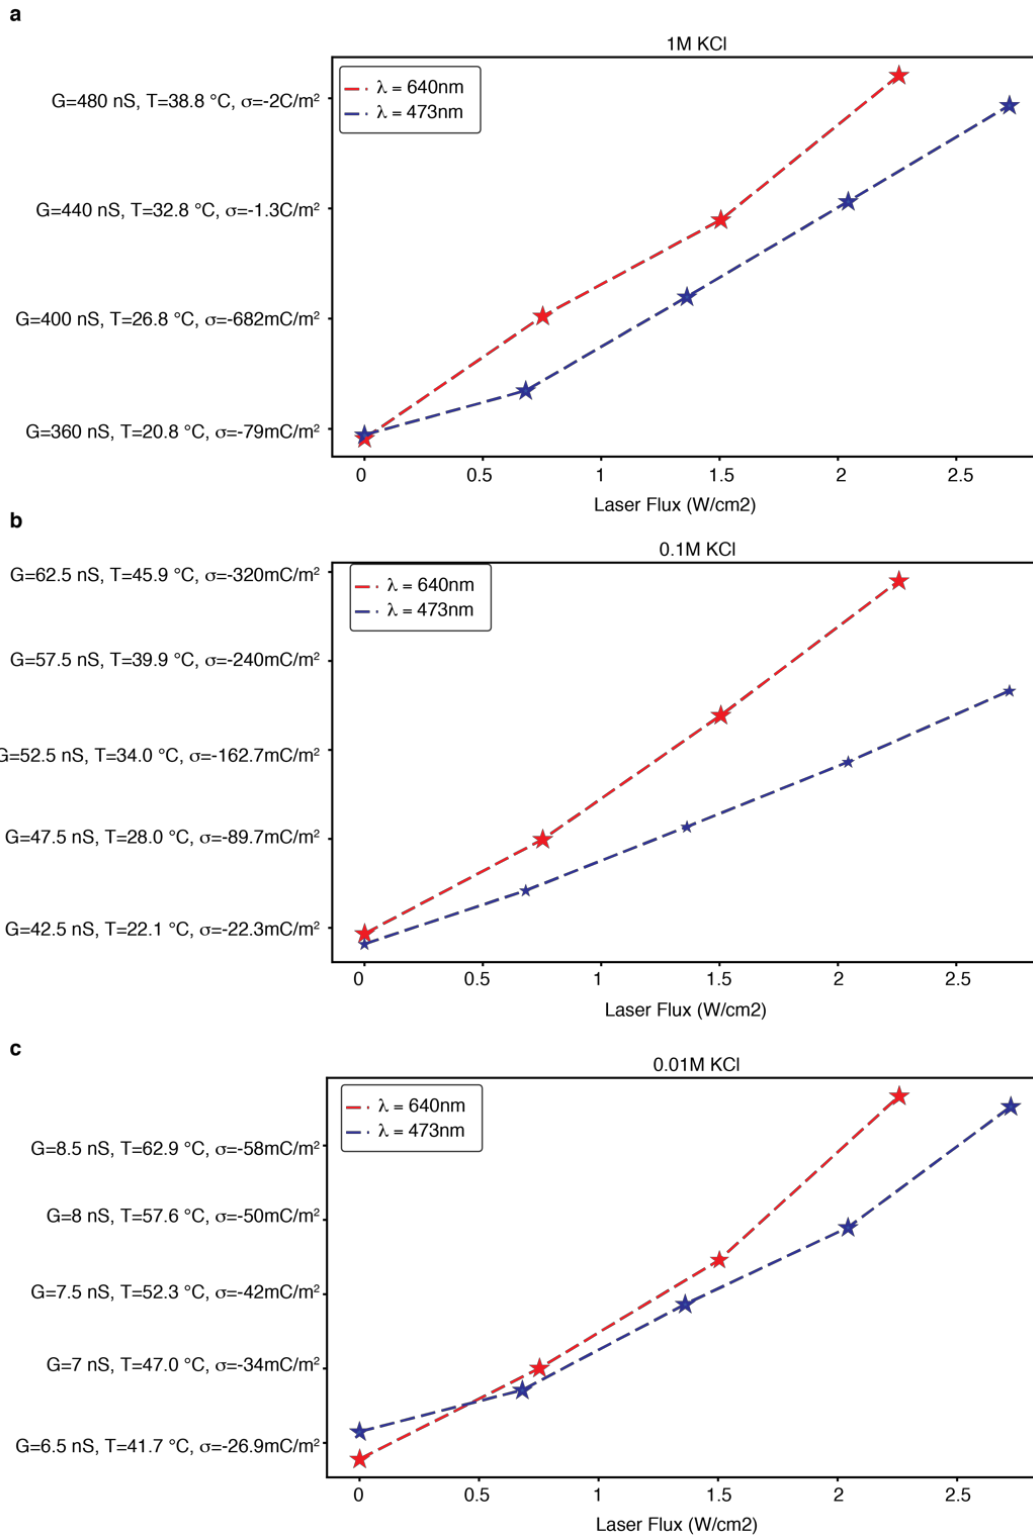 a
1M KCl
λ = 640nm
λ = 473nm
G=480 nS, T=38.8 °C, σ=-2C/m²
G=440 nS, T=32.8 °C, σ=-1.3C/m²
G=400 nS, T=26.8 °C, σ=-682mC/m²
G=360 nS, T=20.8 °C, σ=-79mC/m²
0 0.5 1 1.5 2 2.5
Laser Flux (W/cm2)
b
0.1M KCl
λ = 640nm
λ = 473nm
G=62.5 nS, T=45.9 °C, σ=-320mC/m²
G=57.5 nS, T=39.9 °C, σ=-240mC/m²
G=52.5 nS, T=34.0 °C, σ=-162.7mC/m²
G=47.5 nS, T=28.0 °C, σ=-89.7mC/m²
G=42.5 nS, T=22.1 °C, σ=-22.3mC/m²
0 0.5 1 1.5 2 2.5
Laser Flux (W/cm2)
c
0.01M KCl
λ = 640nm
λ = 473nm
G=8.5 nS, T=62.9 °C, σ=-58mC/m²
G=8 nS, T=57.6 °C, σ=-50mC/m²
G=7.5 nS, T=52.3 °C, σ=-42mC/m²
G=7 nS, T=47.0 °C, σ=-34mC/m²
G=6.5 nS, T=41.7 °C, σ=-26.9mC/m²
0 0.5 1 1.5 2 2.5
Laser Flux (W/cm2)